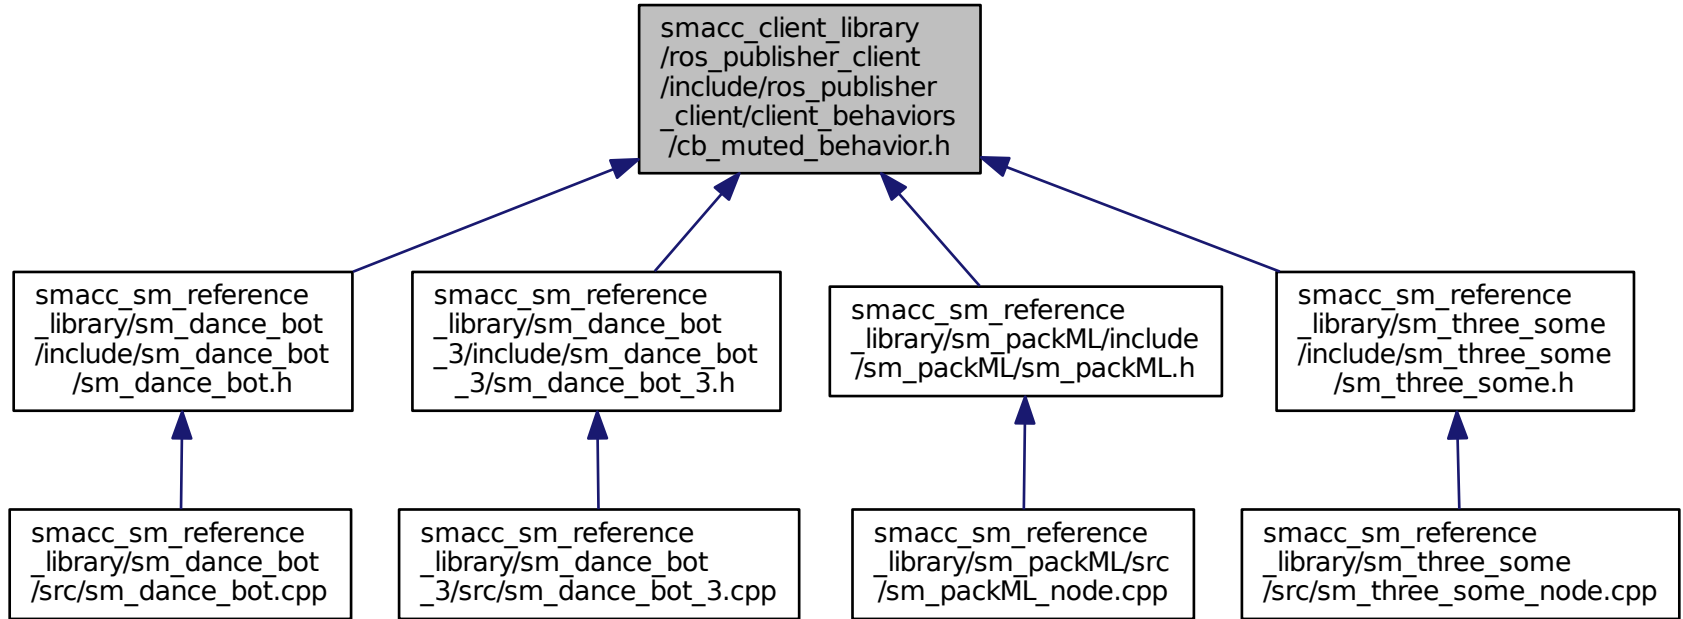 smacc_client_library
/ros_publisher_client
/include/ros_publisher
_client/client_behaviors
/cb_muted_behavior.h
smacc_sm_reference
_library/sm_dance_bot
/include/sm_dance_bot
/sm_dance_bot.h
smacc_sm_reference
_library/sm_dance_bot
_3/include/sm_dance_bot
_3/sm_dance_bot_3.h
smacc_sm_reference
_library/sm_packML/include
/sm_packML/sm_packML.h
smacc_sm_reference
_library/sm_three_some
/include/sm_three_some
/sm_three_some.h
smacc_sm_reference
_library/sm_dance_bot
/src/sm_dance_bot.cpp
smacc_sm_reference
_library/sm_dance_bot
_3/src/sm_dance_bot_3.cpp
smacc_sm_reference
_library/sm_packML/src
/sm_packML_node.cpp
smacc_sm_reference
_library/sm_three_some
/src/sm_three_some_node.cpp